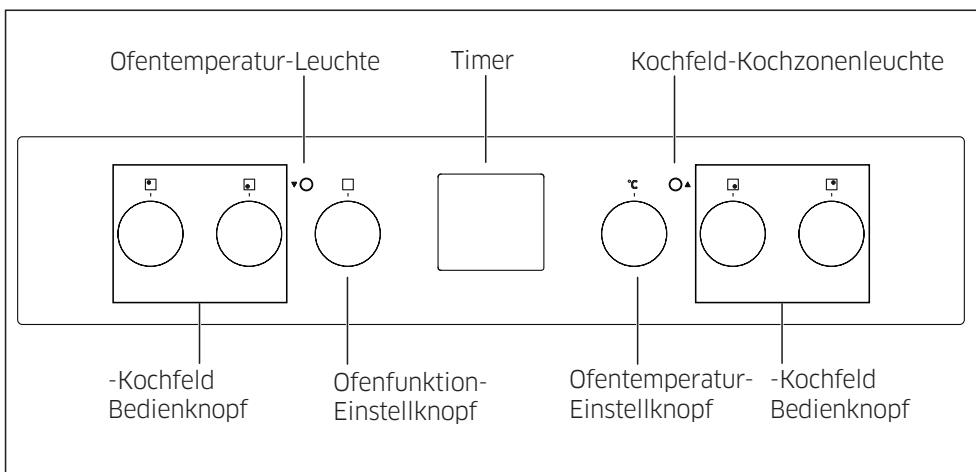 Ofentemperatur-Leuchte
Timer
Kochfeld-Kochzonenleuchte
°C
-Kochfeld
Bedienknopf
Ofenfunktion-
Einstellknopf
Ofentemperatur-
Einstellknopf
-Kochfeld
Bedienknopf